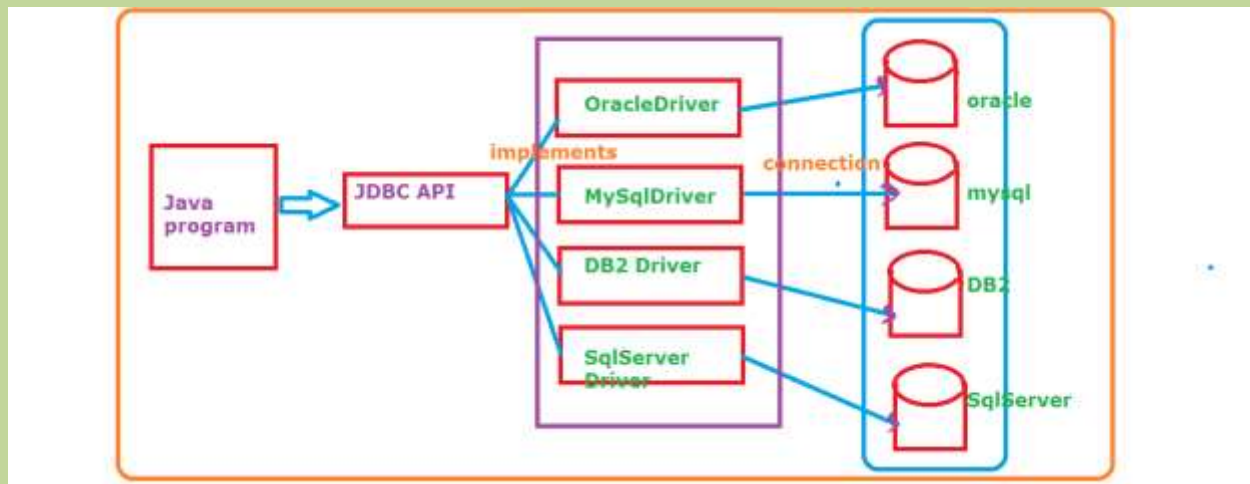 Java
program
JDBC API
implements
OracleDriver
MySqlDriver
DB2 Driver
SqlServer
Driver
connection
oracle
mysql
DB2
SqlServer